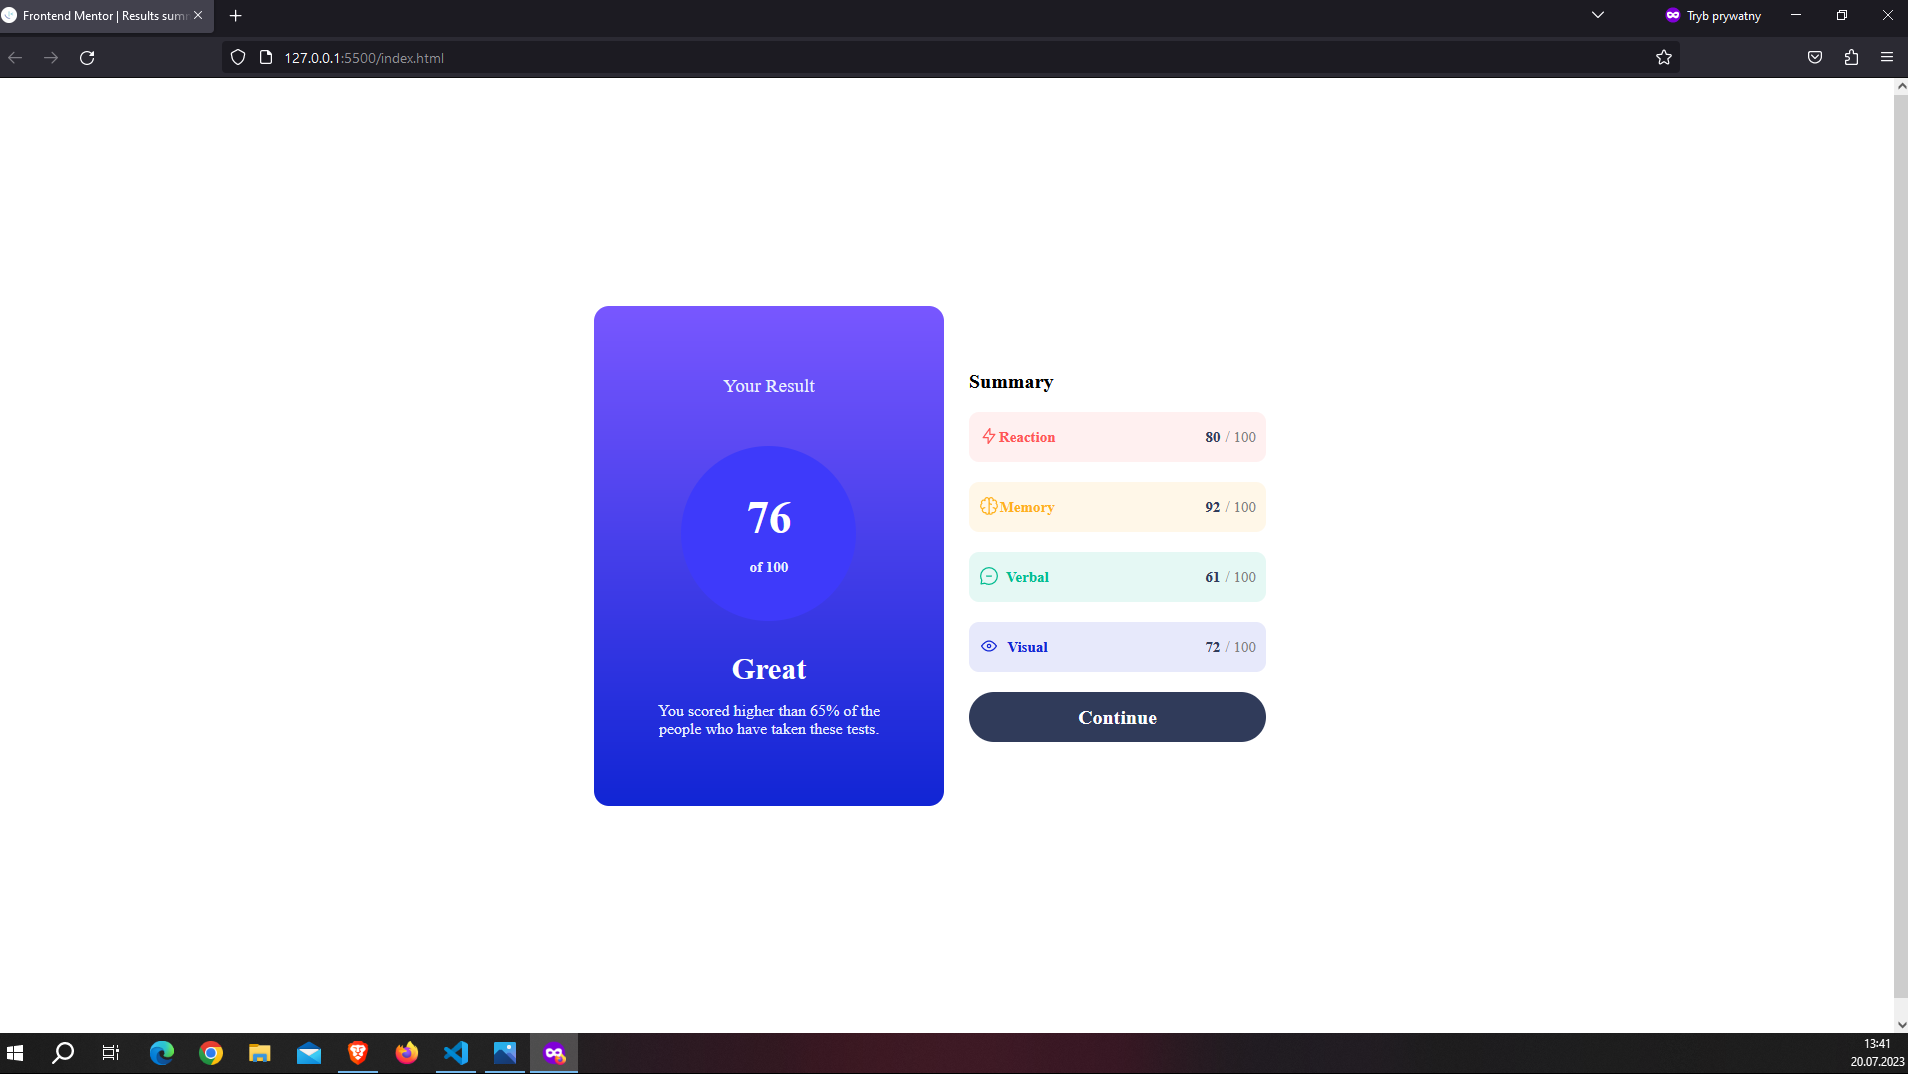 Frontend Mentor | Results sum
Tryb prywatny
127.0.0.1:5500/index.html
Your Result
76
of 100
Great
You scored higher than 65% of the
people who have taken these tests.
Summary
Reaction 80 / 100
Memory 92 / 100
Verbal 61 / 100
Visual 72 / 100
Continue
13:41
20.07.2023